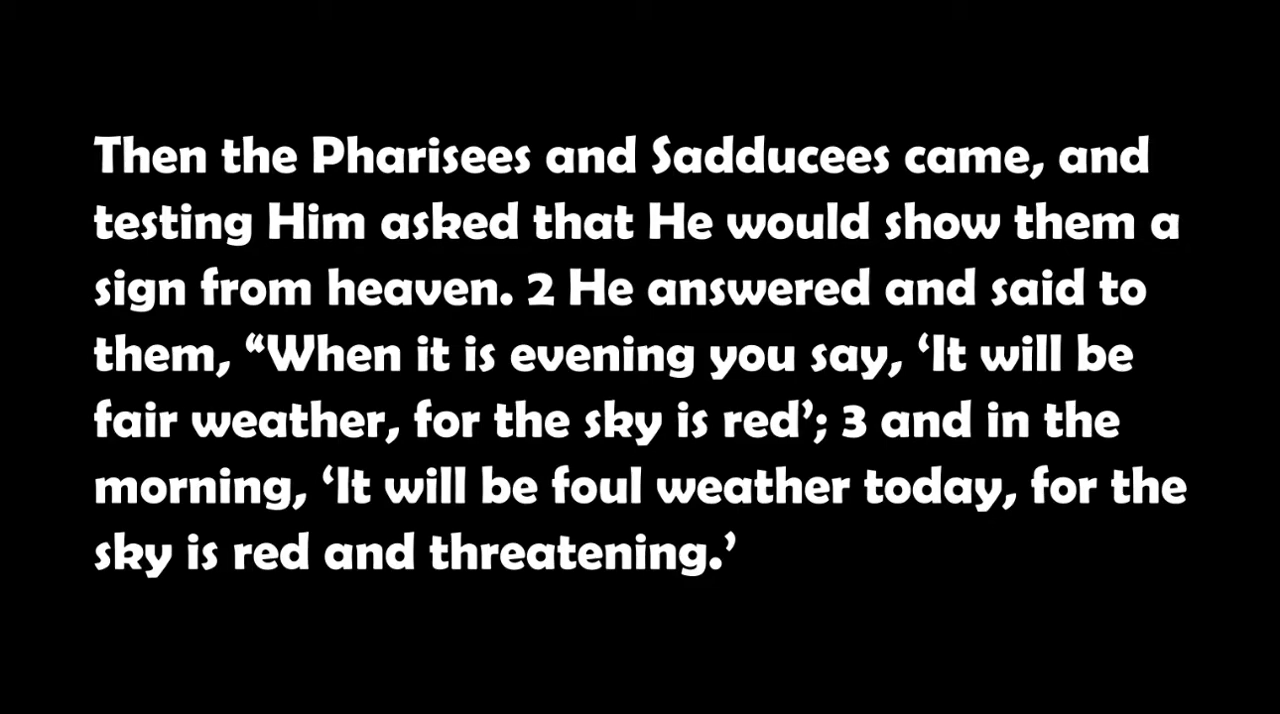 Then the Pharisees and Sadducees came, and
testing Him asked that He would show them a
sign from heaven. 2 He answered and said to
them, “When it is evening you say, ‘It will be
fair weather, for the sky is red’; 3 and in the
morning, ‘It will be foul weather today, for the
sky is red and threatening.’